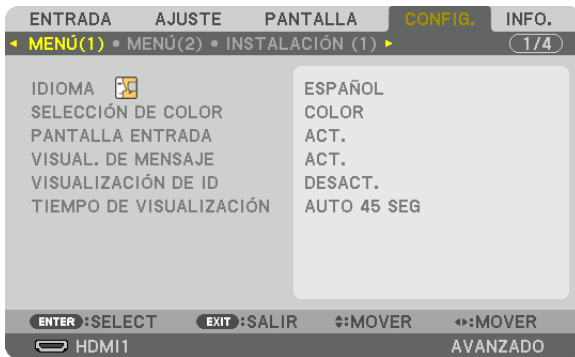 ENTRADA AJUSTE PANTALLA CONFIG. INFO.
MENÚ(1) • MENÚ(2) • INSTALACIÓN (1) 1/4
IDIOMA ESPAÑOL
SELECCIÓN DE COLOR COLOR
PANTALLA ENTRADA ACT.
VISUAL. DE MENSAJE ACT.
VISUALIZACIÓN DE ID DESACT.
TIEMPO DE VISUALIZACIÓN AUTO 45 SEG
ENTER :SELECT EXIT :SALIR :MOVER :MOVER
HDMI1 AVANZADO